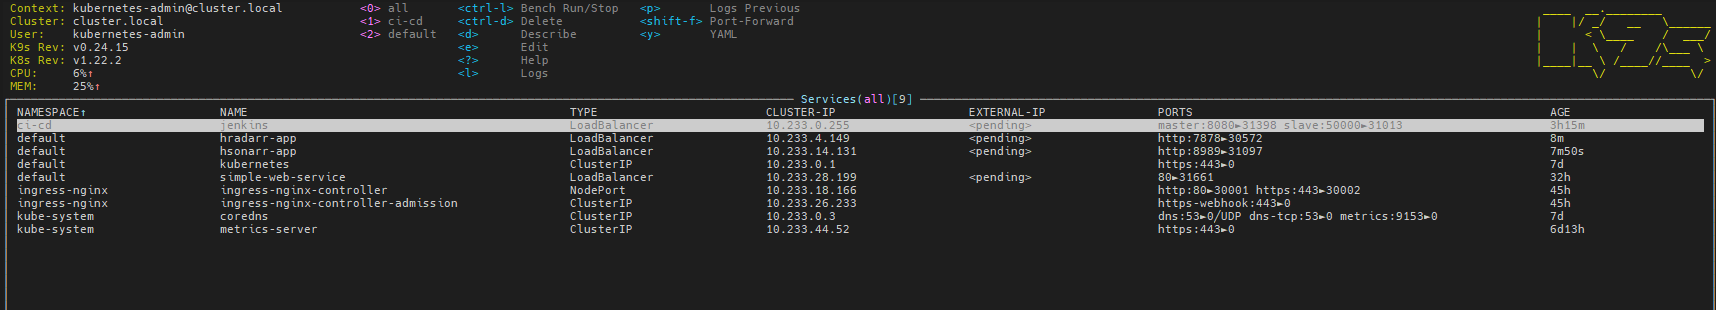 Context: kubernetes-admin@cluster.local <0> all <ctrl-l> Bench Run/Stop <p> Logs Previous
Cluster: cluster.local <1> ci-cd <ctrl-d> Delete <shift-f> Port-Forward
User: kubernetes-admin <2> default <d> Describe <y> YAML
K9s Rev: v0.24.15 <e> Edit
K8s Rev: v1.22.2 <?> Help
CPU: 6%↑ <l> Logs
MEM: 25%↑
Services(all)[9]
NAMESPACE↑ NAME TYPE CLUSTER-IP EXTERNAL-IP PORTS AGE
ci-cd jenkins LoadBalancer 10.233.0.255 <pending> master:8080►31398 slave:50000►31013 3h15m
default hradarr-app LoadBalancer 10.233.4.149 <pending> http:7878►30572 8m
default hsonarr-app LoadBalancer 10.233.14.131 <pending> http:8989►31097 7m50s
default kubernetes ClusterIP 10.233.0.1 https:443►0 7d
default simple-web-service LoadBalancer 10.233.28.199 <pending> 80►31661 32h
ingress-nginx ingress-nginx-controller NodePort 10.233.18.166 http:80►30001 https:443►30002 45h
ingress-nginx ingress-nginx-controller-admission ClusterIP 10.233.26.233 https-webhook:443►0 45h
kube-system coredns ClusterIP 10.233.0.3 dns:53►0/UDP dns-tcp:53►0 metrics:9153►0 7d
kube-system metrics-server ClusterIP 10.233.44.52 https:443►0 6d13h